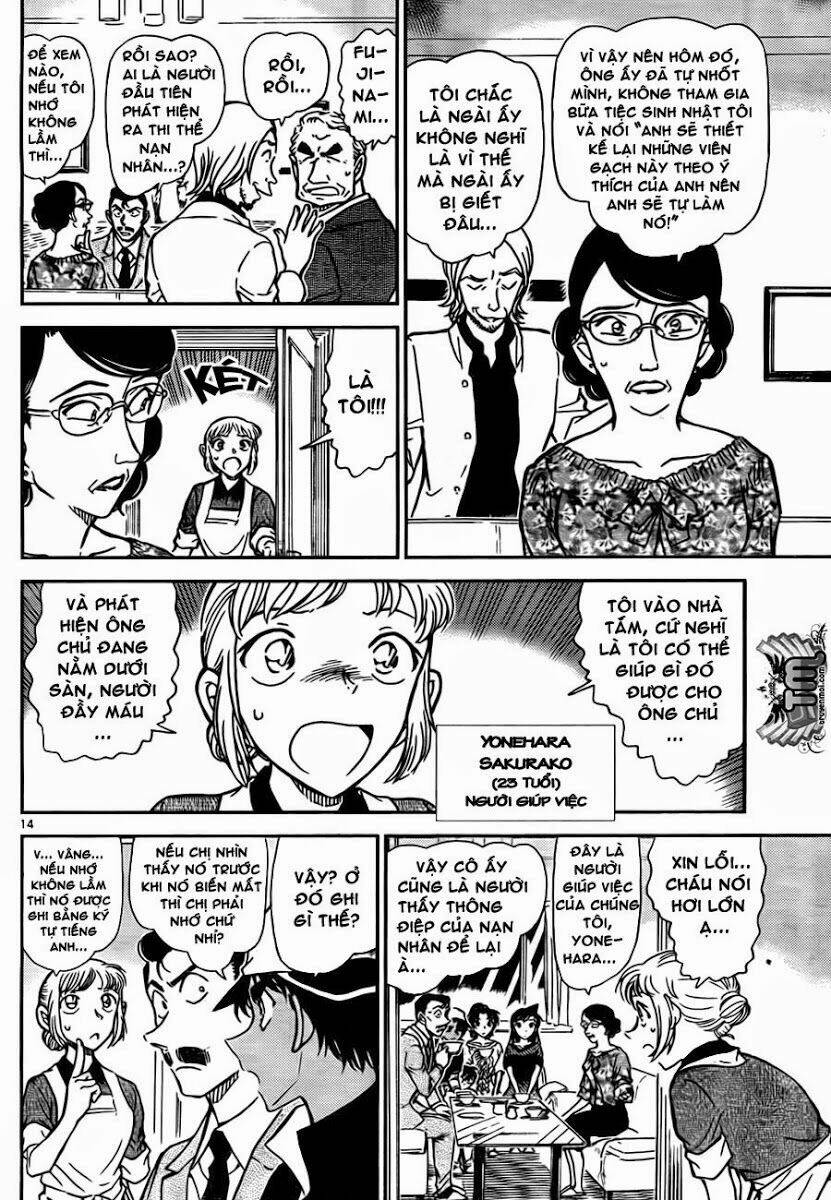 VÌ VẬY NÊN HÔM ĐÓ,
ÔNG ẤY ĐÃ TỰ NHỐT
MÌNH, KHÔNG THAM GIA
BỮA TIỆC SINH NHẬT TÔI
VÀ NÓI "ANH SẼ THIẾT
KẾ LẠI NHỮNG VIÊN
GẠCH NÀY THEO Ý
THÍCH CỦA ANH NÊN
ANH SẼ TỰ LÀM
NÓ!"
TÔI CHẮC
LÀ NGÀI ẤY
KHÔNG NGHĨ
LÀ VÌ THẾ
MÀ NGÀI ẤY
BỊ GIẾT
ĐÂU...
FU-
JI-
NA-
MI...
RỒI,
RỒI...
RỒI SAO?
AI LÀ NGƯỜI
ĐẦU TIÊN
PHÁT HIỆN
RA THI THỂ
NẠN
NHÂN...?
ĐỂ XEM
NÀO,
NẾU TÔI
NHỚ
KHÔNG
LẦM
THÌ...
LÀ
TÔI!!!
KÉT
TÔI VÀO NHÀ
TẮM, CỨ NGHĨ
LÀ TÔI CÓ THỂ
GIÚP GÌ ĐÓ
ĐƯỢC CHO
ÔNG CHỦ
...
VÀ PHÁT
HIỆN ÔNG
CHỦ ĐANG
NẰM DƯỚI
SÀN, NGƯỜI
ĐẦY MÁU
...
YONEHARA
SAKURAKO
(23 TUỔI)
NGƯỜI GIÚP VIỆC
TM
truyenmoi.com
14
XIN LỖI...
CHÁU NÓI
HƠI LỚN
Ạ...
ĐÂY LÀ
NGƯỜI
GIÚP VIỆC
CỦA CHÚNG
TÔI,
YONE-
HARA...
VẬY CÔ ẤY
CŨNG LÀ NGƯỜI
THẤY THÔNG
ĐIỆP CỦA NẠN
NHÂN ĐỂ LẠI
À...
VẬY? Ở
ĐÓ GHI
GÌ THẾ?
NẾU CHỊ NHÌN
THẤY NÓ TRƯỚC
KHI NÓ BIẾN MẤT
THÌ CHỊ PHẢI
NHỚ CHỨ
NHỈ?
V... VÂNG...
NẾU NHỚ
KHÔNG LẦM
THÌ NÓ ĐƯỢC
GHI BẰNG KÝ
TỰ TIẾNG
ANH...